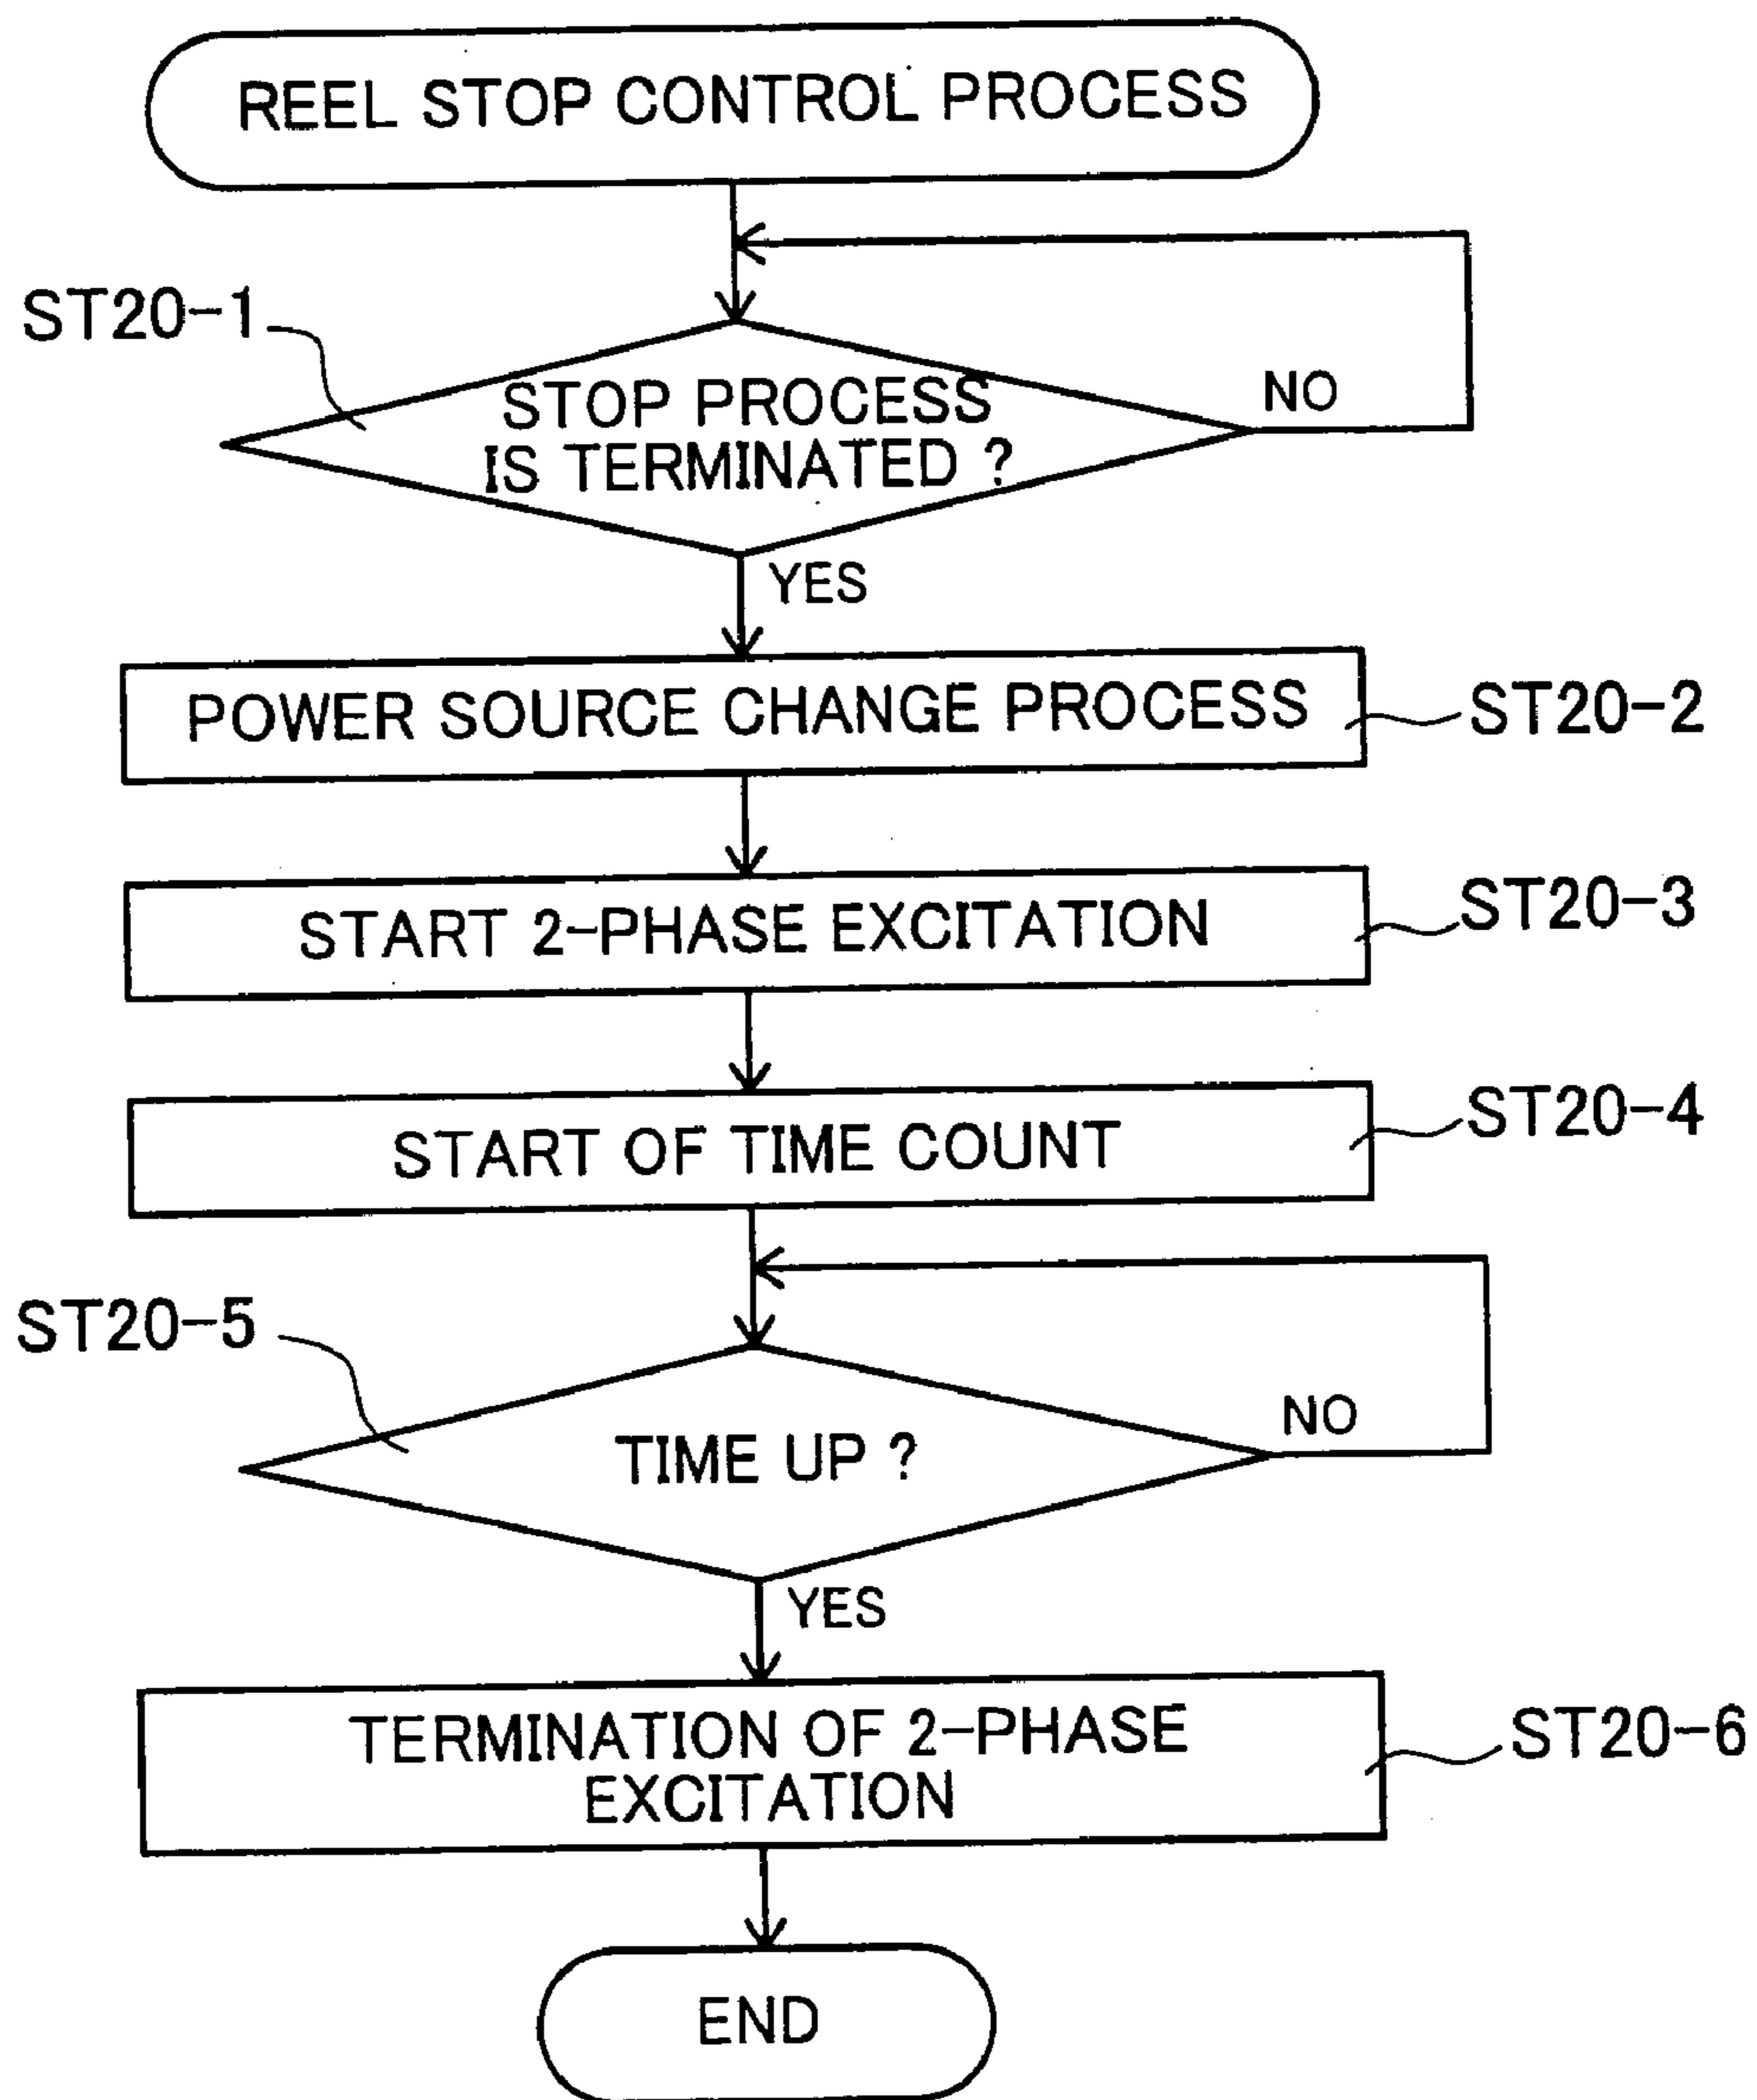 REEL STOP CONTROL PROCESS
ST20-1
STOP PROCESS
IS TERMINATED ?
NO
YES
POWER SOURCE CHANGE PROCESS
ST20-2
START 2-PHASE EXCITATION
ST20-3
START OF TIME COUNT
ST20-4
ST20-5
TIME UP ?
NO
YES
TERMINATION OF 2-PHASE
EXCITATION
ST20-6
END